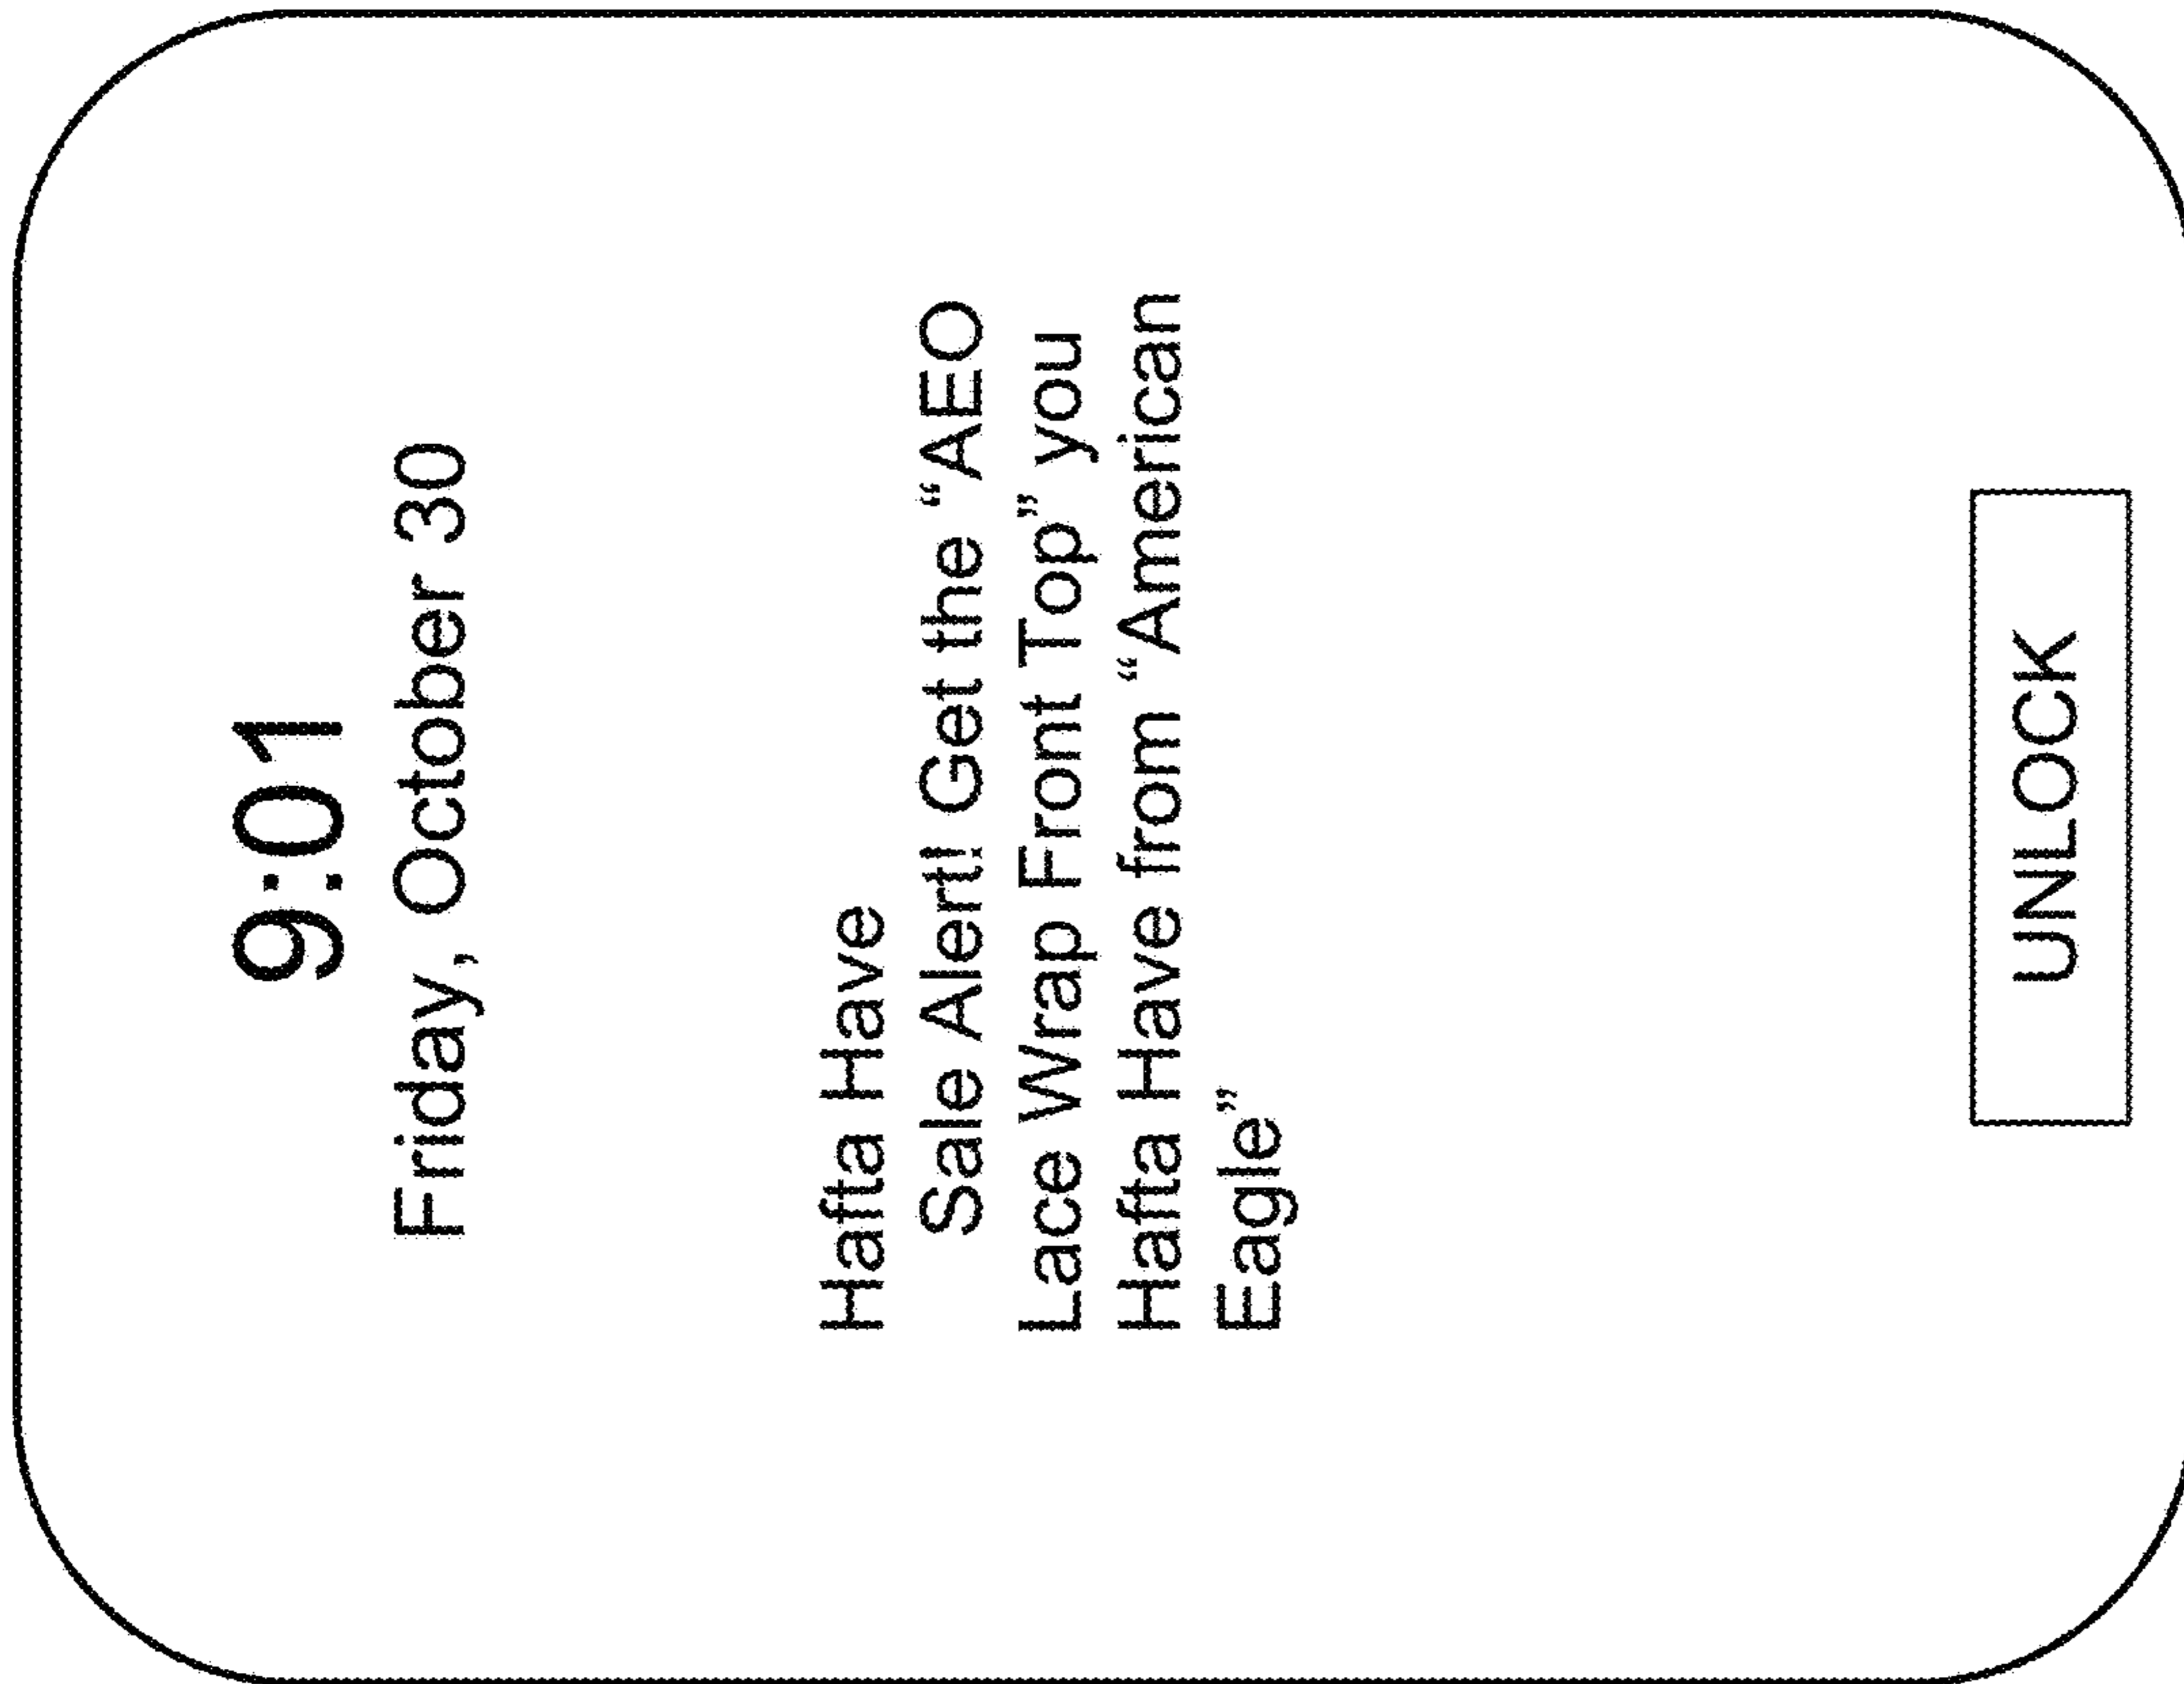 9:01
Friday, October 30
Hafta Have
Sale Alert! Get the “AEO
Lace Wrap Front Top” you
Hafta Have from “American
Eagle”
UNLOCK